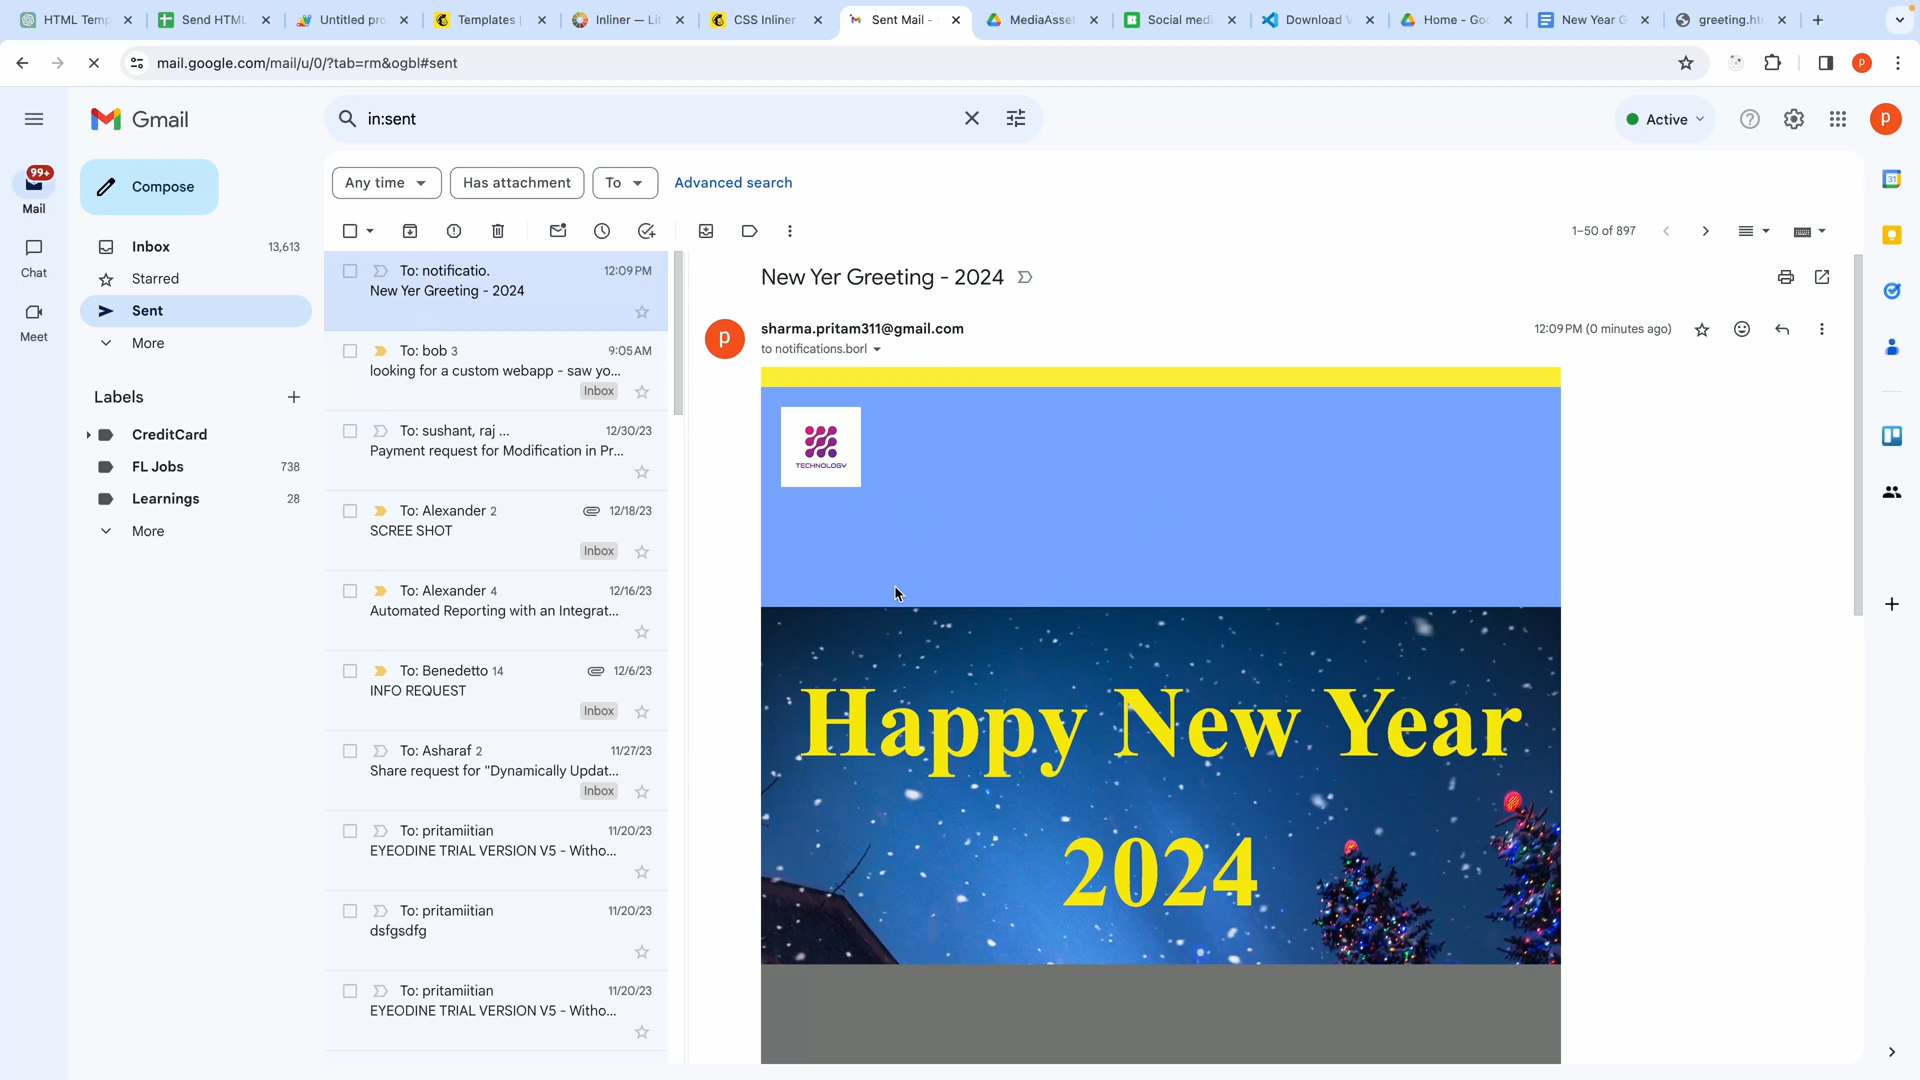 HTML Temp
Send HTML
Untitled pro
Templates |
Inliner — Lit
CSS Inliner
Sent Mail -
MediaAsset
Social medi
Download V
Home - Goo
New Year G
greeting.ht
mail.google.com/mail/u/0/?tab=rm&ogbl#sent
p
Gmail
in:sent
Active
p
99+
Mail
Chat
Meet
Compose
Inbox 13,613
Starred
Sent
More
Labels
CreditCard
FL Jobs 738
Learnings 28
More
Any time
Has attachment
To
Advanced search
1–50 of 897
To: notificatio. 12:09 PM
New Yer Greeting - 2024
To: bob 3 9:05 AM
looking for a custom webapp - saw yo...
Inbox
To: sushant, raj ... 12/30/23
Payment request for Modification in Pr...
To: Alexander 2 12/18/23
SCREE SHOT
Inbox
To: Alexander 4 12/16/23
Automated Reporting with an Integrat...
To: Benedetto 14 12/6/23
INFO REQUEST
Inbox
To: Asharaf 2 11/27/23
Share request for "Dynamically Updat...
Inbox
To: pritamiitian 11/20/23
EYEODINE TRIAL VERSION V5 - Witho...
To: pritamiitian 11/20/23
dsfgsdfg
To: pritamiitian 11/20/23
EYEODINE TRIAL VERSION V5 - Witho...
New Yer Greeting - 2024
p
sharma.pritam311@gmail.com
12:09 PM (0 minutes ago)
to notifications.borl
TECHNOLOGY
Happy New Year
2024
31